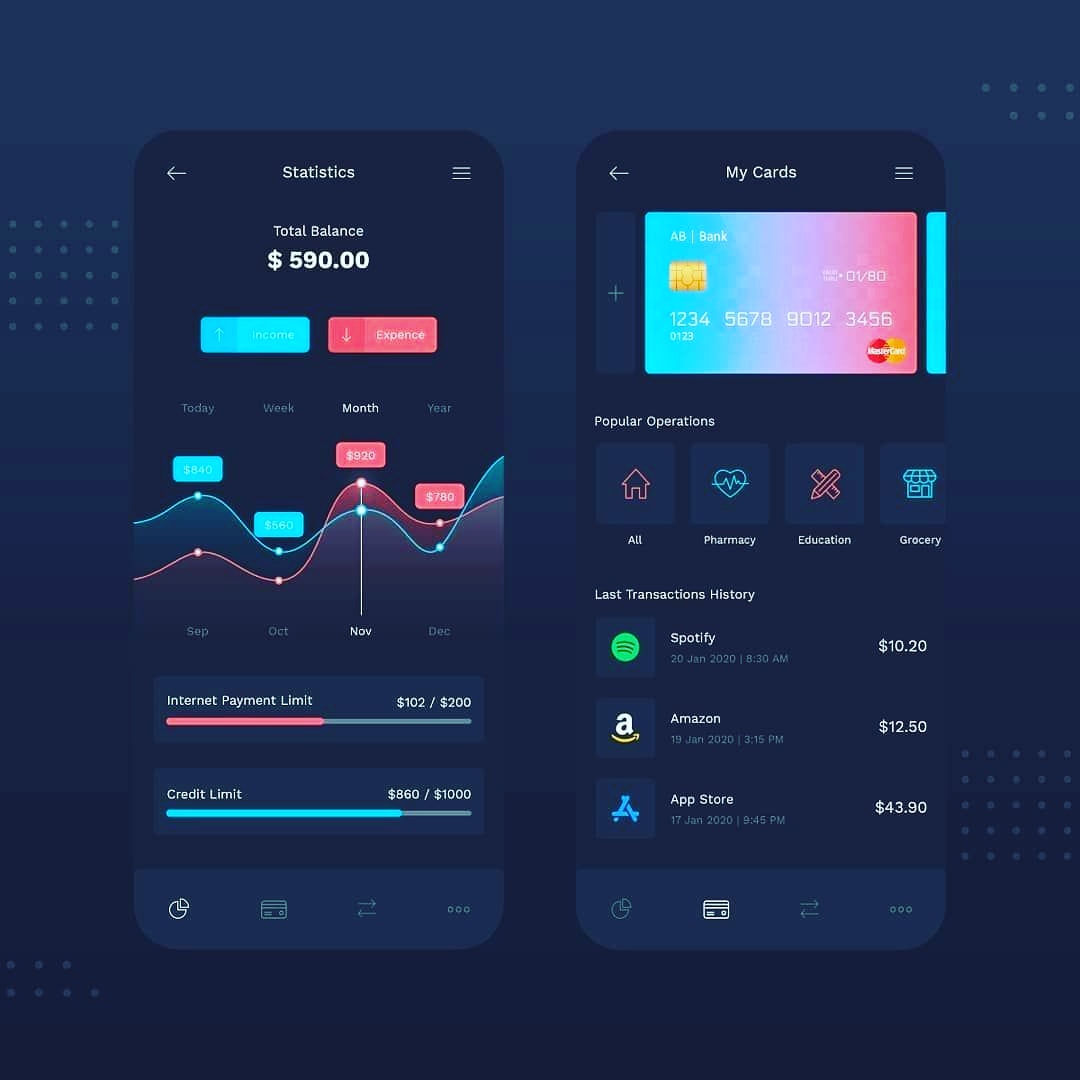 Statistics
Total Balance
$ 590.00
Income
Expence
Today Week Month Year
$920
$840
$780
$560
Sep Oct Nov Dec
Internet Payment Limit $102 / $200
Credit Limit $860 / $1000
My Cards
AB | Bank
VALID
THRU 01/80
1234 5678 9012 3456
0123
MasterCard
Popular Operations
All Pharmacy Education Grocery
Last Transactions History
Spotify
20 Jan 2020 | 8:30 AM
$10.20
a
Amazon
19 Jan 2020 | 3:15 PM
$12.50
App Store
17 Jan 2020 | 9:45 PM
$43.90